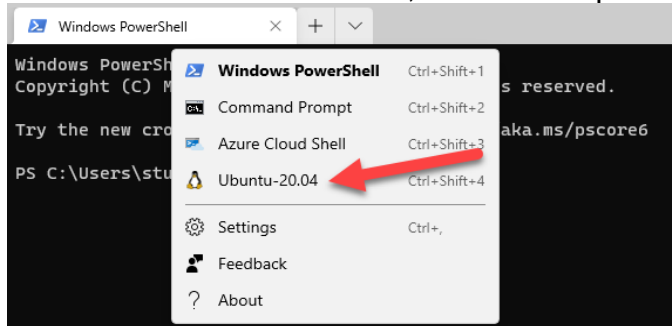 Windows PowerShell
Windows PowerSh
Copyright (C) M s reserved.
Try the new cro aka.ms/pscore6
PS C:\Users\stu
Windows PowerShell Ctrl+Shift+1
Command Prompt Ctrl+Shift+2
Azure Cloud Shell Ctrl+Shift+3
Ubuntu-20.04 Ctrl+Shift+4
Settings Ctrl+,
Feedback
? About